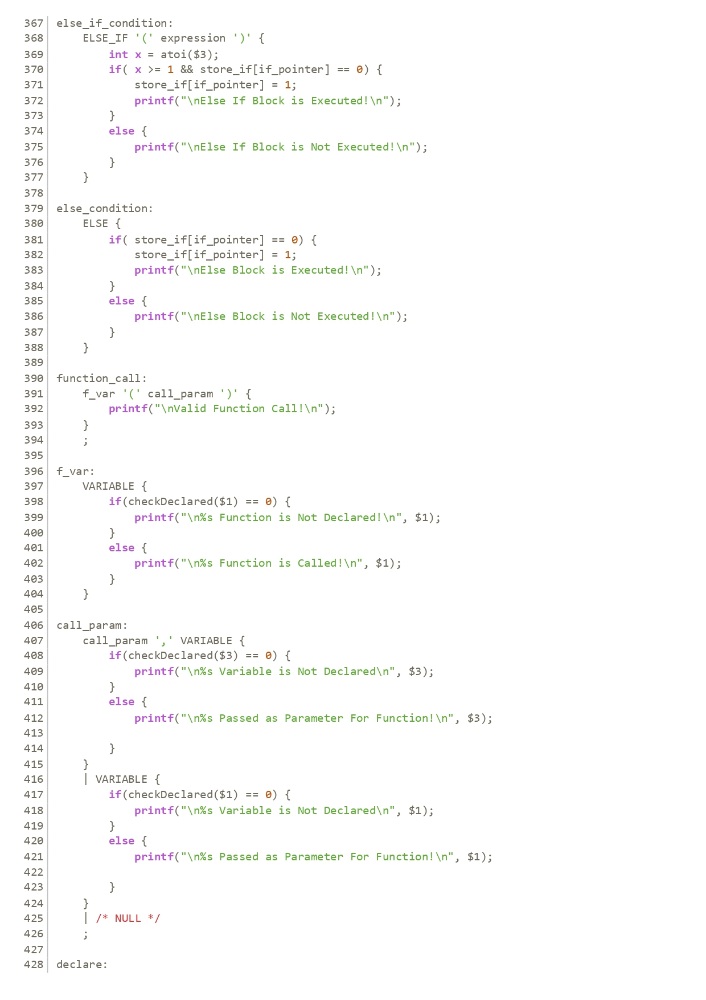 367 else_if_condition:
368     ELSE_IF '(' expression ')' {
369         int x = atoi($3);
370         if( x >= 1 && store_if[if_pointer] == 0) {
371             store_if[if_pointer] = 1;
372             printf("\nElse If Block is Executed!\n");
373         }
374         else {
375             printf("\nElse If Block is Not Executed!\n");
376         }
377     }
378
379 else_condition:
380     ELSE {
381         if( store_if[if_pointer] == 0) {
382             store_if[if_pointer] = 1;
383             printf("\nElse Block is Executed!\n");
384         }
385         else {
386             printf("\nElse Block is Not Executed!\n");
387         }
388     }
389
390 function_call:
391     f_var '(' call_param ')' {
392         printf("\nValid Function Call!\n");
393     }
394     ;
395
396 f_var:
397     VARIABLE {
398         if(checkDeclared($1) == 0) {
399             printf("\n%s Function is Not Declared!\n", $1);
400         }
401         else {
402             printf("\n%s Function is Called!\n", $1);
403         }
404     }
405
406 call_param:
407     call_param ',' VARIABLE {
408         if(checkDeclared($3) == 0) {
409             printf("\n%s Variable is Not Declared\n", $3);
410         }
411         else {
412             printf("\n%s Passed as Parameter For Function!\n", $3);
413
414         }
415     }
416     | VARIABLE {
417         if(checkDeclared($1) == 0) {
418             printf("\n%s Variable is Not Declared\n", $1);
419         }
420         else {
421             printf("\n%s Passed as Parameter For Function!\n", $1);
422
423         }
424     }
425     | /* NULL */
426     ;
427
428 declare: